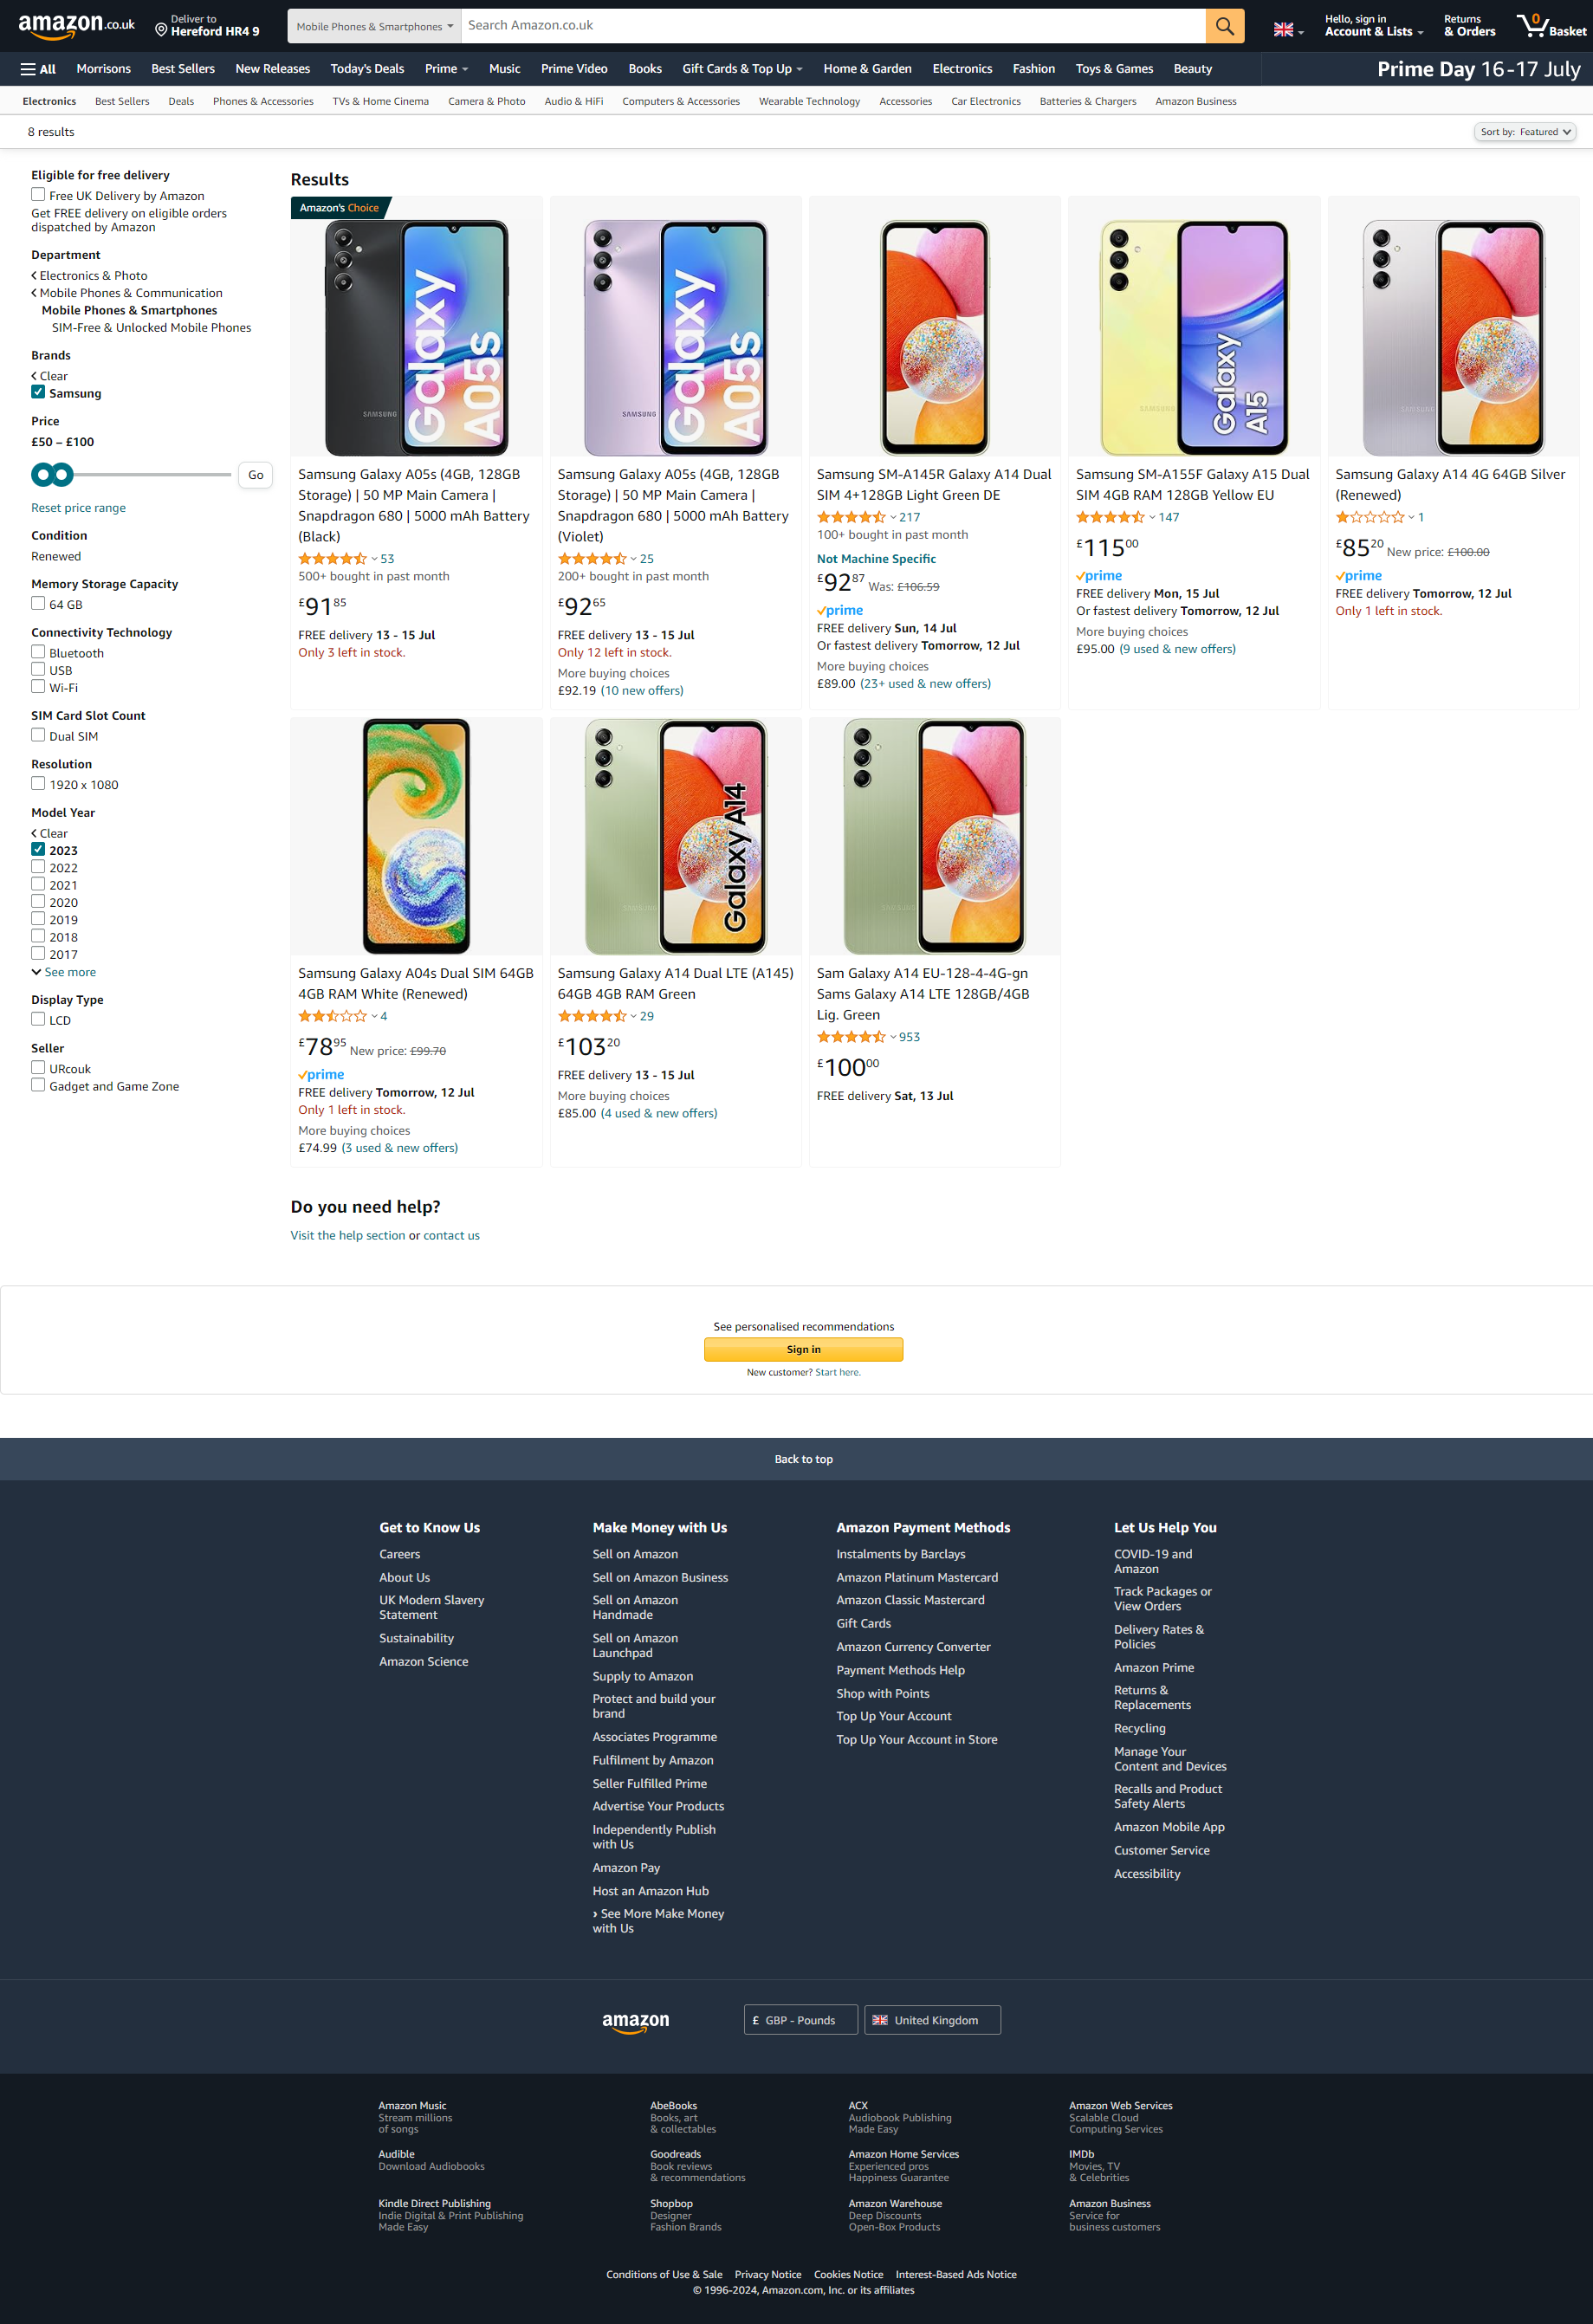 amazon.co.uk
Deliver to
Hereford HR4 9
Mobile Phones & Smartphones
Search Amazon.co.uk
Hello, sign in
Account & Lists
Returns
& Orders
0
Basket
All
Morrisons
Best Sellers
New Releases
Today's Deals
Prime
Music
Prime Video
Books
Gift Cards & Top Up
Home & Garden
Electronics
Fashion
Toys & Games
Beauty
Prime Day 16-17 July
Electronics
Best Sellers
Deals
Phones & Accessories
TVs & Home Cinema
Camera & Photo
Audio & HiFi
Computers & Accessories
Wearable Technology
Accessories
Car Electronics
Batteries & Chargers
Amazon Business
8 results
Sort by: Featured
Eligible for free delivery
Free UK Delivery by Amazon
Get FREE delivery on eligible orders
dispatched by Amazon
Department
Electronics & Photo
Mobile Phones & Communication
Mobile Phones & Smartphones
SIM-Free & Unlocked Mobile Phones
Brands
Clear
Samsung
Price
£50 – £100
Go
Reset price range
Condition
Renewed
Memory Storage Capacity
64 GB
Connectivity Technology
Bluetooth
USB
Wi-Fi
SIM Card Slot Count
Dual SIM
Resolution
1920 x 1080
Model Year
Clear
2023
2022
2021
2020
2019
2018
2017
See more
Display Type
LCD
Seller
URcouk
Gadget and Game Zone
Results
Amazon's Choice
SAMSUNG
Galaxy
A05s
Samsung Galaxy A05s (4GB, 128GB
Storage) | 50 MP Main Camera |
Snapdragon 680 | 5000 mAh Battery
(Black)
53
500+ bought in past month
£91.85
FREE delivery 13 - 15 Jul
Only 3 left in stock.
SAMSUNG
Galaxy
A05s
Samsung Galaxy A05s (4GB, 128GB
Storage) | 50 MP Main Camera |
Snapdragon 680 | 5000 mAh Battery
(Violet)
25
200+ bought in past month
£92.65
FREE delivery 13 - 15 Jul
Only 12 left in stock.
More buying choices
£92.19 (10 new offers)
Samsung SM-A145R Galaxy A14 Dual
SIM 4+128GB Light Green DE
217
100+ bought in past month
Not Machine Specific
£92.87 Was: £106.59
prime
FREE delivery Sun, 14 Jul
Or fastest delivery Tomorrow, 12 Jul
More buying choices
£89.00 (23+ used & new offers)
SAMSUNG
Galaxy
A15
Samsung SM-A155F Galaxy A15 Dual
SIM 4GB RAM 128GB Yellow EU
147
£115.00
prime
FREE delivery Mon, 15 Jul
Or fastest delivery Tomorrow, 12 Jul
More buying choices
£95.00 (9 used & new offers)
SAMSUNG
Samsung Galaxy A14 4G 64GB Silver
(Renewed)
1
£85.20 New price: £100.00
prime
FREE delivery Tomorrow, 12 Jul
Only 1 left in stock.
Samsung Galaxy A04s Dual SIM 64GB
4GB RAM White (Renewed)
4
£78.95 New price: £99.70
prime
FREE delivery Tomorrow, 12 Jul
Only 1 left in stock.
More buying choices
£74.99 (3 used & new offers)
SAMSUNG
Galaxy A14
Samsung Galaxy A14 Dual LTE (A145)
64GB 4GB RAM Green
29
£103.20
FREE delivery 13 - 15 Jul
More buying choices
£85.00 (4 used & new offers)
SAMSUNG
Sam Galaxy A14 EU-128-4-4G-gn
Sams Galaxy A14 LTE 128GB/4GB
Lig. Green
953
£100.00
FREE delivery Sat, 13 Jul
Do you need help?
Visit the help section or contact us
See personalised recommendations
Sign in
New customer? Start here.
Back to top
Get to Know Us
Careers
About Us
UK Modern Slavery
Statement
Sustainability
Amazon Science
Make Money with Us
Sell on Amazon
Sell on Amazon Business
Sell on Amazon
Handmade
Sell on Amazon
Launchpad
Supply to Amazon
Protect and build your
brand
Associates Programme
Fulfilment by Amazon
Seller Fulfilled Prime
Advertise Your Products
Independently Publish
with Us
Amazon Pay
Host an Amazon Hub
› See More Make Money
with Us
Amazon Payment Methods
Instalments by Barclays
Amazon Platinum Mastercard
Amazon Classic Mastercard
Gift Cards
Amazon Currency Converter
Payment Methods Help
Shop with Points
Top Up Your Account
Top Up Your Account in Store
Let Us Help You
COVID-19 and
Amazon
Track Packages or
View Orders
Delivery Rates &
Policies
Amazon Prime
Returns &
Replacements
Recycling
Manage Your
Content and Devices
Recalls and Product
Safety Alerts
Amazon Mobile App
Customer Service
Accessibility
amazon
£ GBP - Pounds
United Kingdom
Amazon Music
Stream millions
of songs
AbeBooks
Books, art
& collectables
ACX
Audiobook Publishing
Made Easy
Amazon Web Services
Scalable Cloud
Computing Services
Audible
Download Audiobooks
Goodreads
Book reviews
& recommendations
Amazon Home Services
Experienced pros
Happiness Guarantee
IMDb
Movies, TV
& Celebrities
Kindle Direct Publishing
Indie Digital & Print Publishing
Made Easy
Shopbop
Designer
Fashion Brands
Amazon Warehouse
Deep Discounts
Open-Box Products
Amazon Business
Service for
business customers
Conditions of Use & Sale
Privacy Notice
Cookies Notice
Interest-Based Ads Notice
© 1996-2024, Amazon.com, Inc. or its affiliates